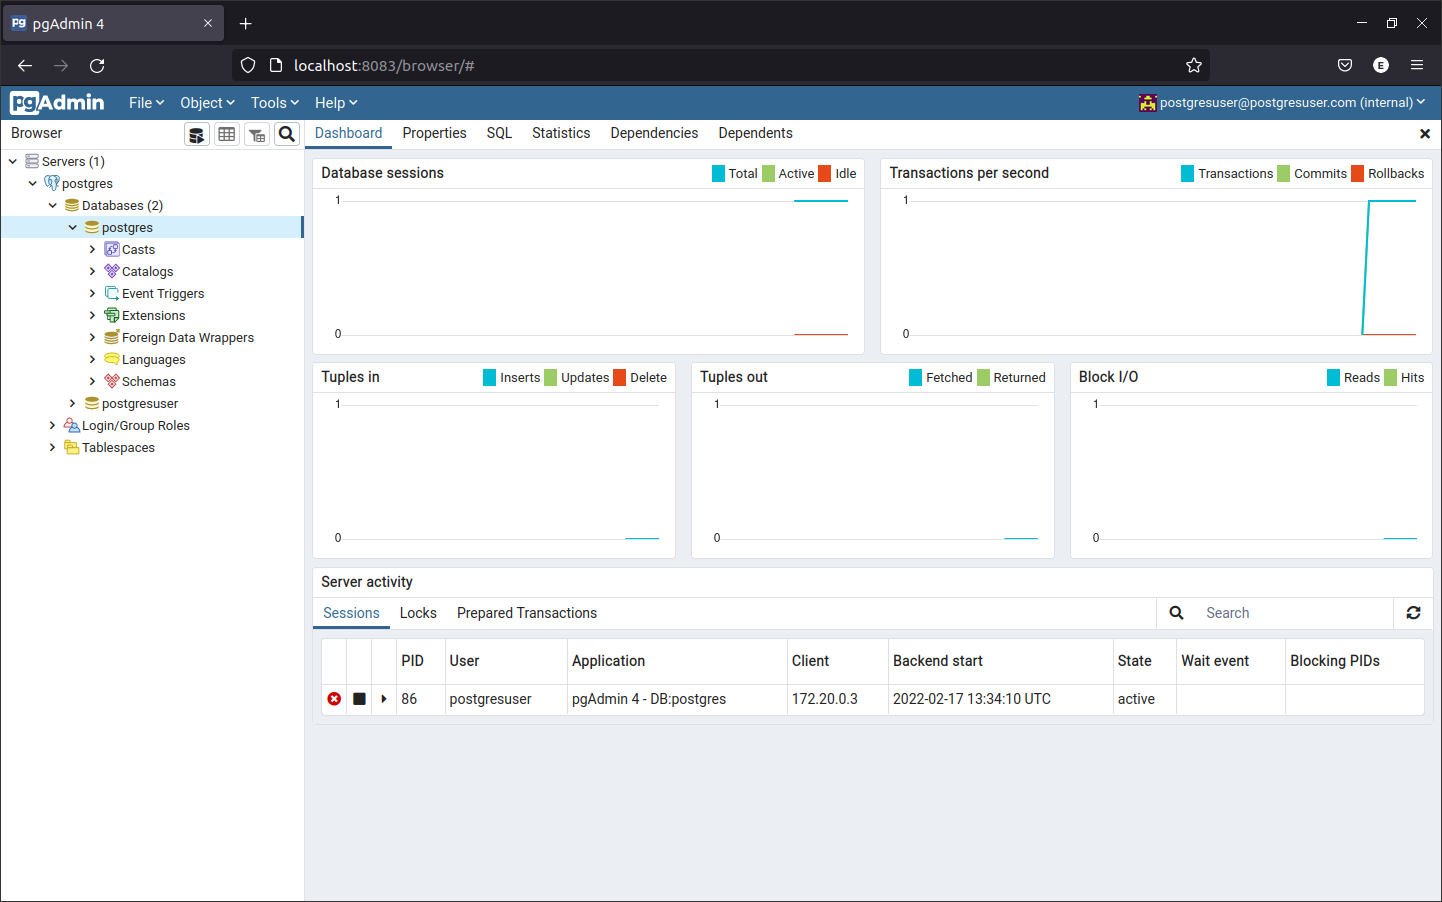 pg pgAdmin 4
localhost:8083/browser/#
E
pgAdmin File Object Tools Help postgresuser@postgresuser.com (internal)
Browser
Dashboard Properties SQL Statistics Dependencies Dependents
Servers (1)
postgres
Databases (2)
postgres
Casts
Catalogs
Event Triggers
Extensions
Foreign Data Wrappers
Languages
Schemas
postgresuser
Login/Group Roles
Tablespaces
Database sessions Total Active Idle
1
0
Transactions per second Transactions Commits Rollbacks
1
0
Tuples in Inserts Updates Delete
1
0
Tuples out Fetched Returned
1
0
Block I/O Reads Hits
1
0
Server activity
Sessions Locks Prepared Transactions Search
PID User Application Client Backend start State Wait event Blocking PIDs
86 postgresuser pgAdmin 4 - DB:postgres 172.20.0.3 2022-02-17 13:34:10 UTC active